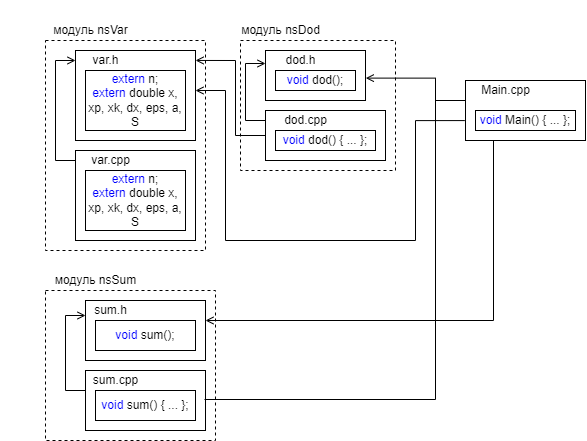 модуль nsVar
var.h
extern n;
extern double x,
xp, xk, dx, eps, a,
S
var.cpp
extern n;
extern double x,
xp, xk, dx, eps, a,
S
модуль nsDod
dod.h
void dod();
dod.cpp
void dod() { ... };
Main.cpp
void Main() { ... };
модуль nsSum
sum.h
void sum();
sum.cpp
void sum() { ... };